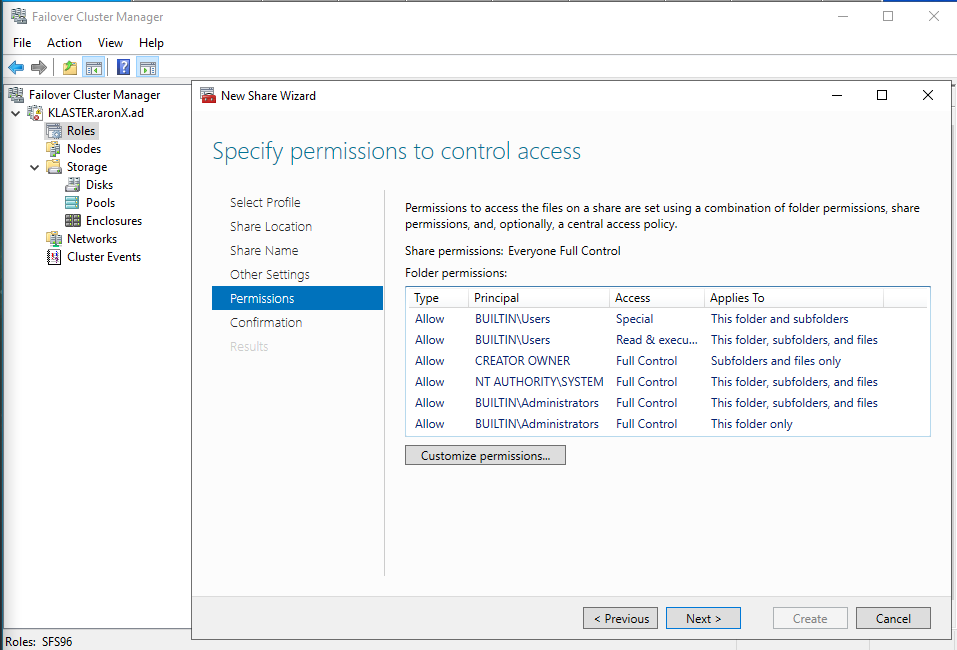 Failover Cluster Manager
File Action View Help
Failover Cluster Manager
KLASTER.aronX.ad
Roles
Nodes
Storage
Disks
Pools
Enclosures
Networks
Cluster Events
Roles: SFS96
New Share Wizard
Specify permissions to control access
Select Profile
Share Location
Share Name
Other Settings
Permissions
Confirmation
Results
Permissions to access the files on a share are set using a combination of folder permissions, share
permissions, and, optionally, a central access policy.
Share permissions: Everyone Full Control
Folder permissions:
Type Principal Access Applies To
Allow BUILTIN\Users Special This folder and subfolders
Allow BUILTIN\Users Read & execu... This folder, subfolders, and files
Allow CREATOR OWNER Full Control Subfolders and files only
Allow NT AUTHORITY\SYSTEM Full Control This folder, subfolders, and files
Allow BUILTIN\Administrators Full Control This folder, subfolders, and files
Allow BUILTIN\Administrators Full Control This folder only
Customize permissions...
< Previous Next > Create Cancel